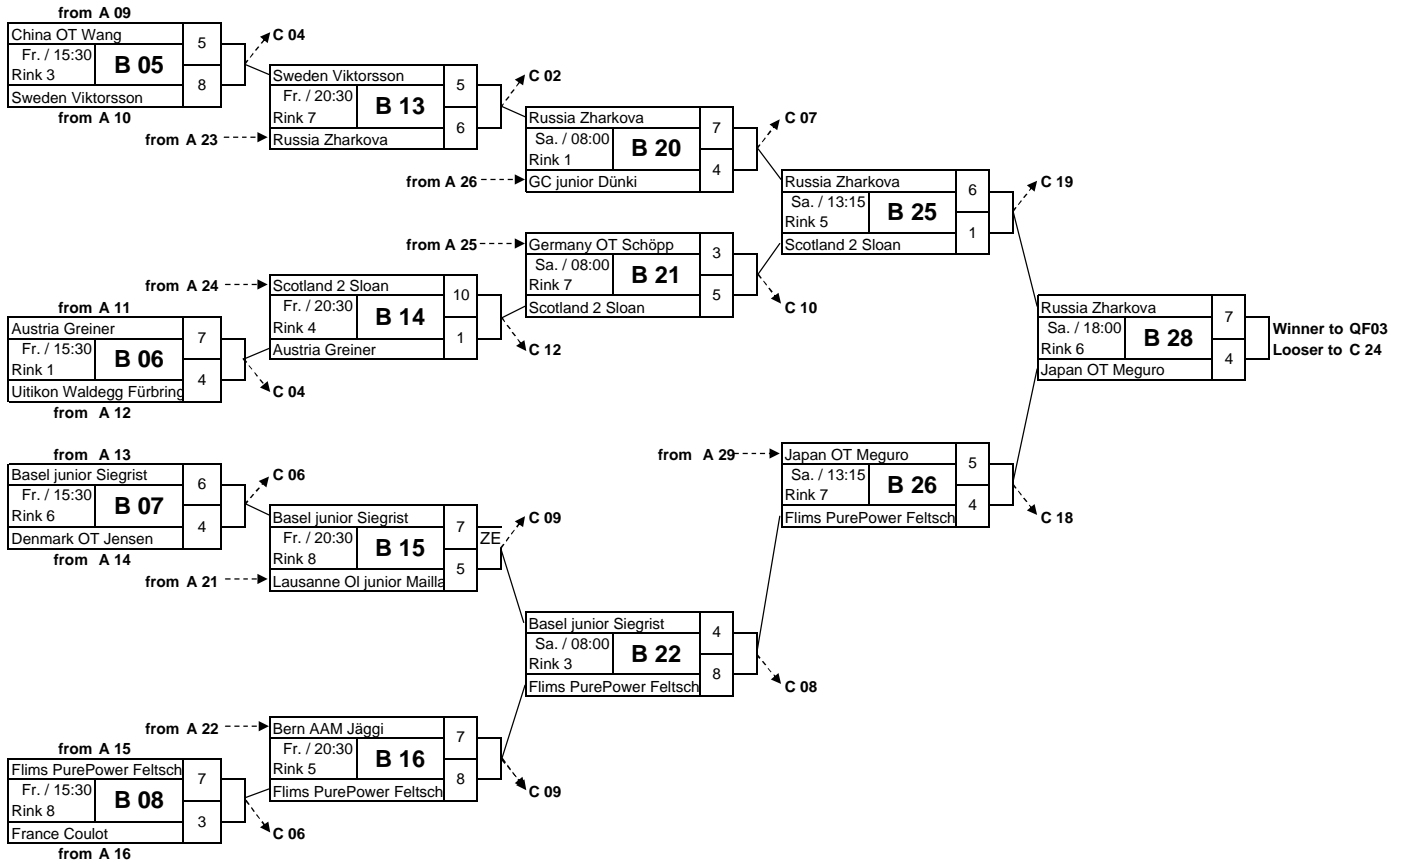 from A 09
China OT Wang
5
Fr. / 15:30
Rink 3
B 05
8
Sweden Viktorsson
from A 10
C 04
Sweden Viktorsson
5
Fr. / 20:30
Rink 7
B 13
6
Russia Zharkova
from A 23
C 02
Russia Zharkova
7
Sa. / 08:00
Rink 1
B 20
4
GC junior Dünki
from A 26
C 07
Russia Zharkova
6
Sa. / 13:15
Rink 5
B 25
1
Scotland 2 Sloan
C 19
from A 25
Germany OT Schöpp
3
Sa. / 08:00
Rink 7
B 21
5
Scotland 2 Sloan
C 10
from A 24
Scotland 2 Sloan
10
Fr. / 20:30
Rink 4
B 14
1
Austria Greiner
C 12
from A 11
Austria Greiner
7
Fr. / 15:30
Rink 1
B 06
4
Uitikon Waldegg Fürbring
from A 12
C 04
Russia Zharkova
7
Sa. / 18:00
Rink 6
B 28
4
Japan OT Meguro
Winner to QF03
Looser to C 24
from A 13
Basel junior Siegrist
6
Fr. / 15:30
Rink 6
B 07
4
Denmark OT Jensen
from A 14
C 06
Basel junior Siegrist
7
ZE
Fr. / 20:30
Rink 8
B 15
5
Lausanne Ol junior Mailla
from A 21
C 09
from A 29
Japan OT Meguro
5
Sa. / 13:15
Rink 7
B 26
4
Flims PurePower Feltsch
C 18
Basel junior Siegrist
4
Sa. / 08:00
Rink 3
B 22
8
Flims PurePower Feltsch
C 08
from A 22
Bern AAM Jäggi
7
Fr. / 20:30
Rink 5
B 16
8
Flims PurePower Feltsch
C 09
from A 15
Flims PurePower Feltsch
7
Fr. / 15:30
Rink 8
B 08
3
France Coulot
from A 16
C 06